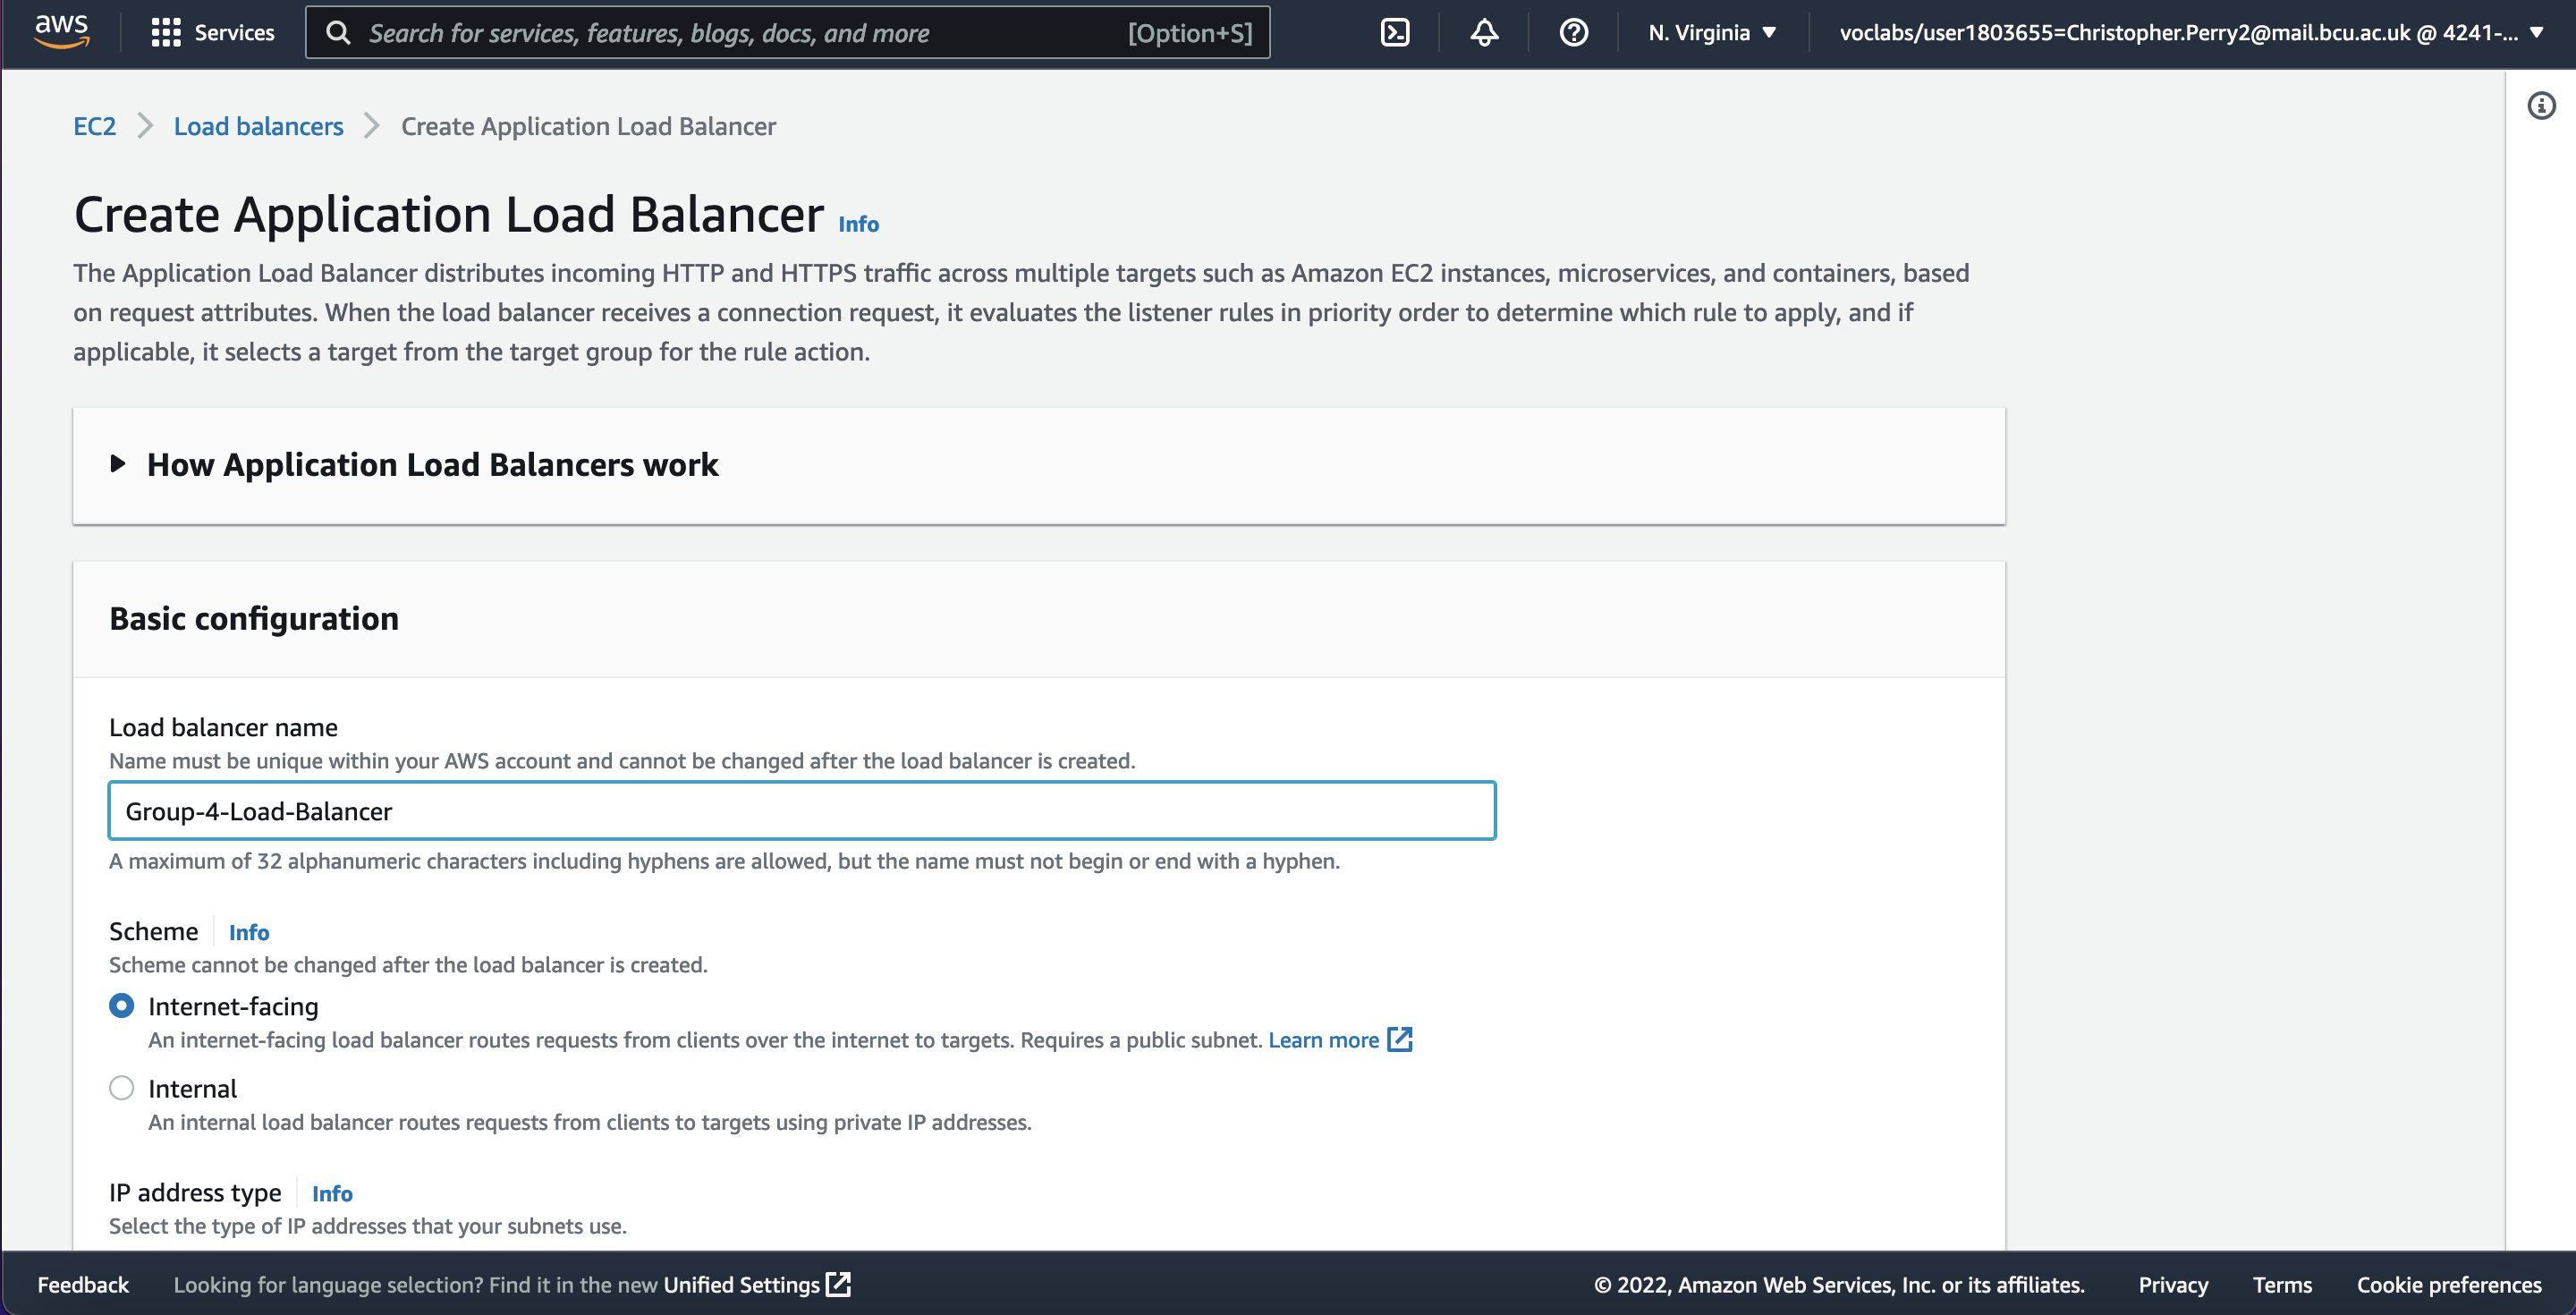 aws
Services
Search for services, features, blogs, docs, and more
[Option+S]
N. Virginia
voclabs/user1803655=Christopher.Perry2@mail.bcu.ac.uk @ 4241-...
EC2
Load balancers
Create Application Load Balancer
Create Application Load Balancer Info
The Application Load Balancer distributes incoming HTTP and HTTPS traffic across multiple targets such as Amazon EC2 instances, microservices, and containers, based
on request attributes. When the load balancer receives a connection request, it evaluates the listener rules in priority order to determine which rule to apply, and if
applicable, it selects a target from the target group for the rule action.
How Application Load Balancers work
Basic configuration
Load balancer name
Name must be unique within your AWS account and cannot be changed after the load balancer is created.
Group-4-Load-Balancer
A maximum of 32 alphanumeric characters including hyphens are allowed, but the name must not begin or end with a hyphen.
Scheme Info
Scheme cannot be changed after the load balancer is created.
Internet-facing
An internet-facing load balancer routes requests from clients over the internet to targets. Requires a public subnet. Learn more
Internal
An internal load balancer routes requests from clients to targets using private IP addresses.
IP address type Info
Select the type of IP addresses that your subnets use.
Feedback
Looking for language selection? Find it in the new Unified Settings
© 2022, Amazon Web Services, Inc. or its affiliates.
Privacy
Terms
Cookie preferences